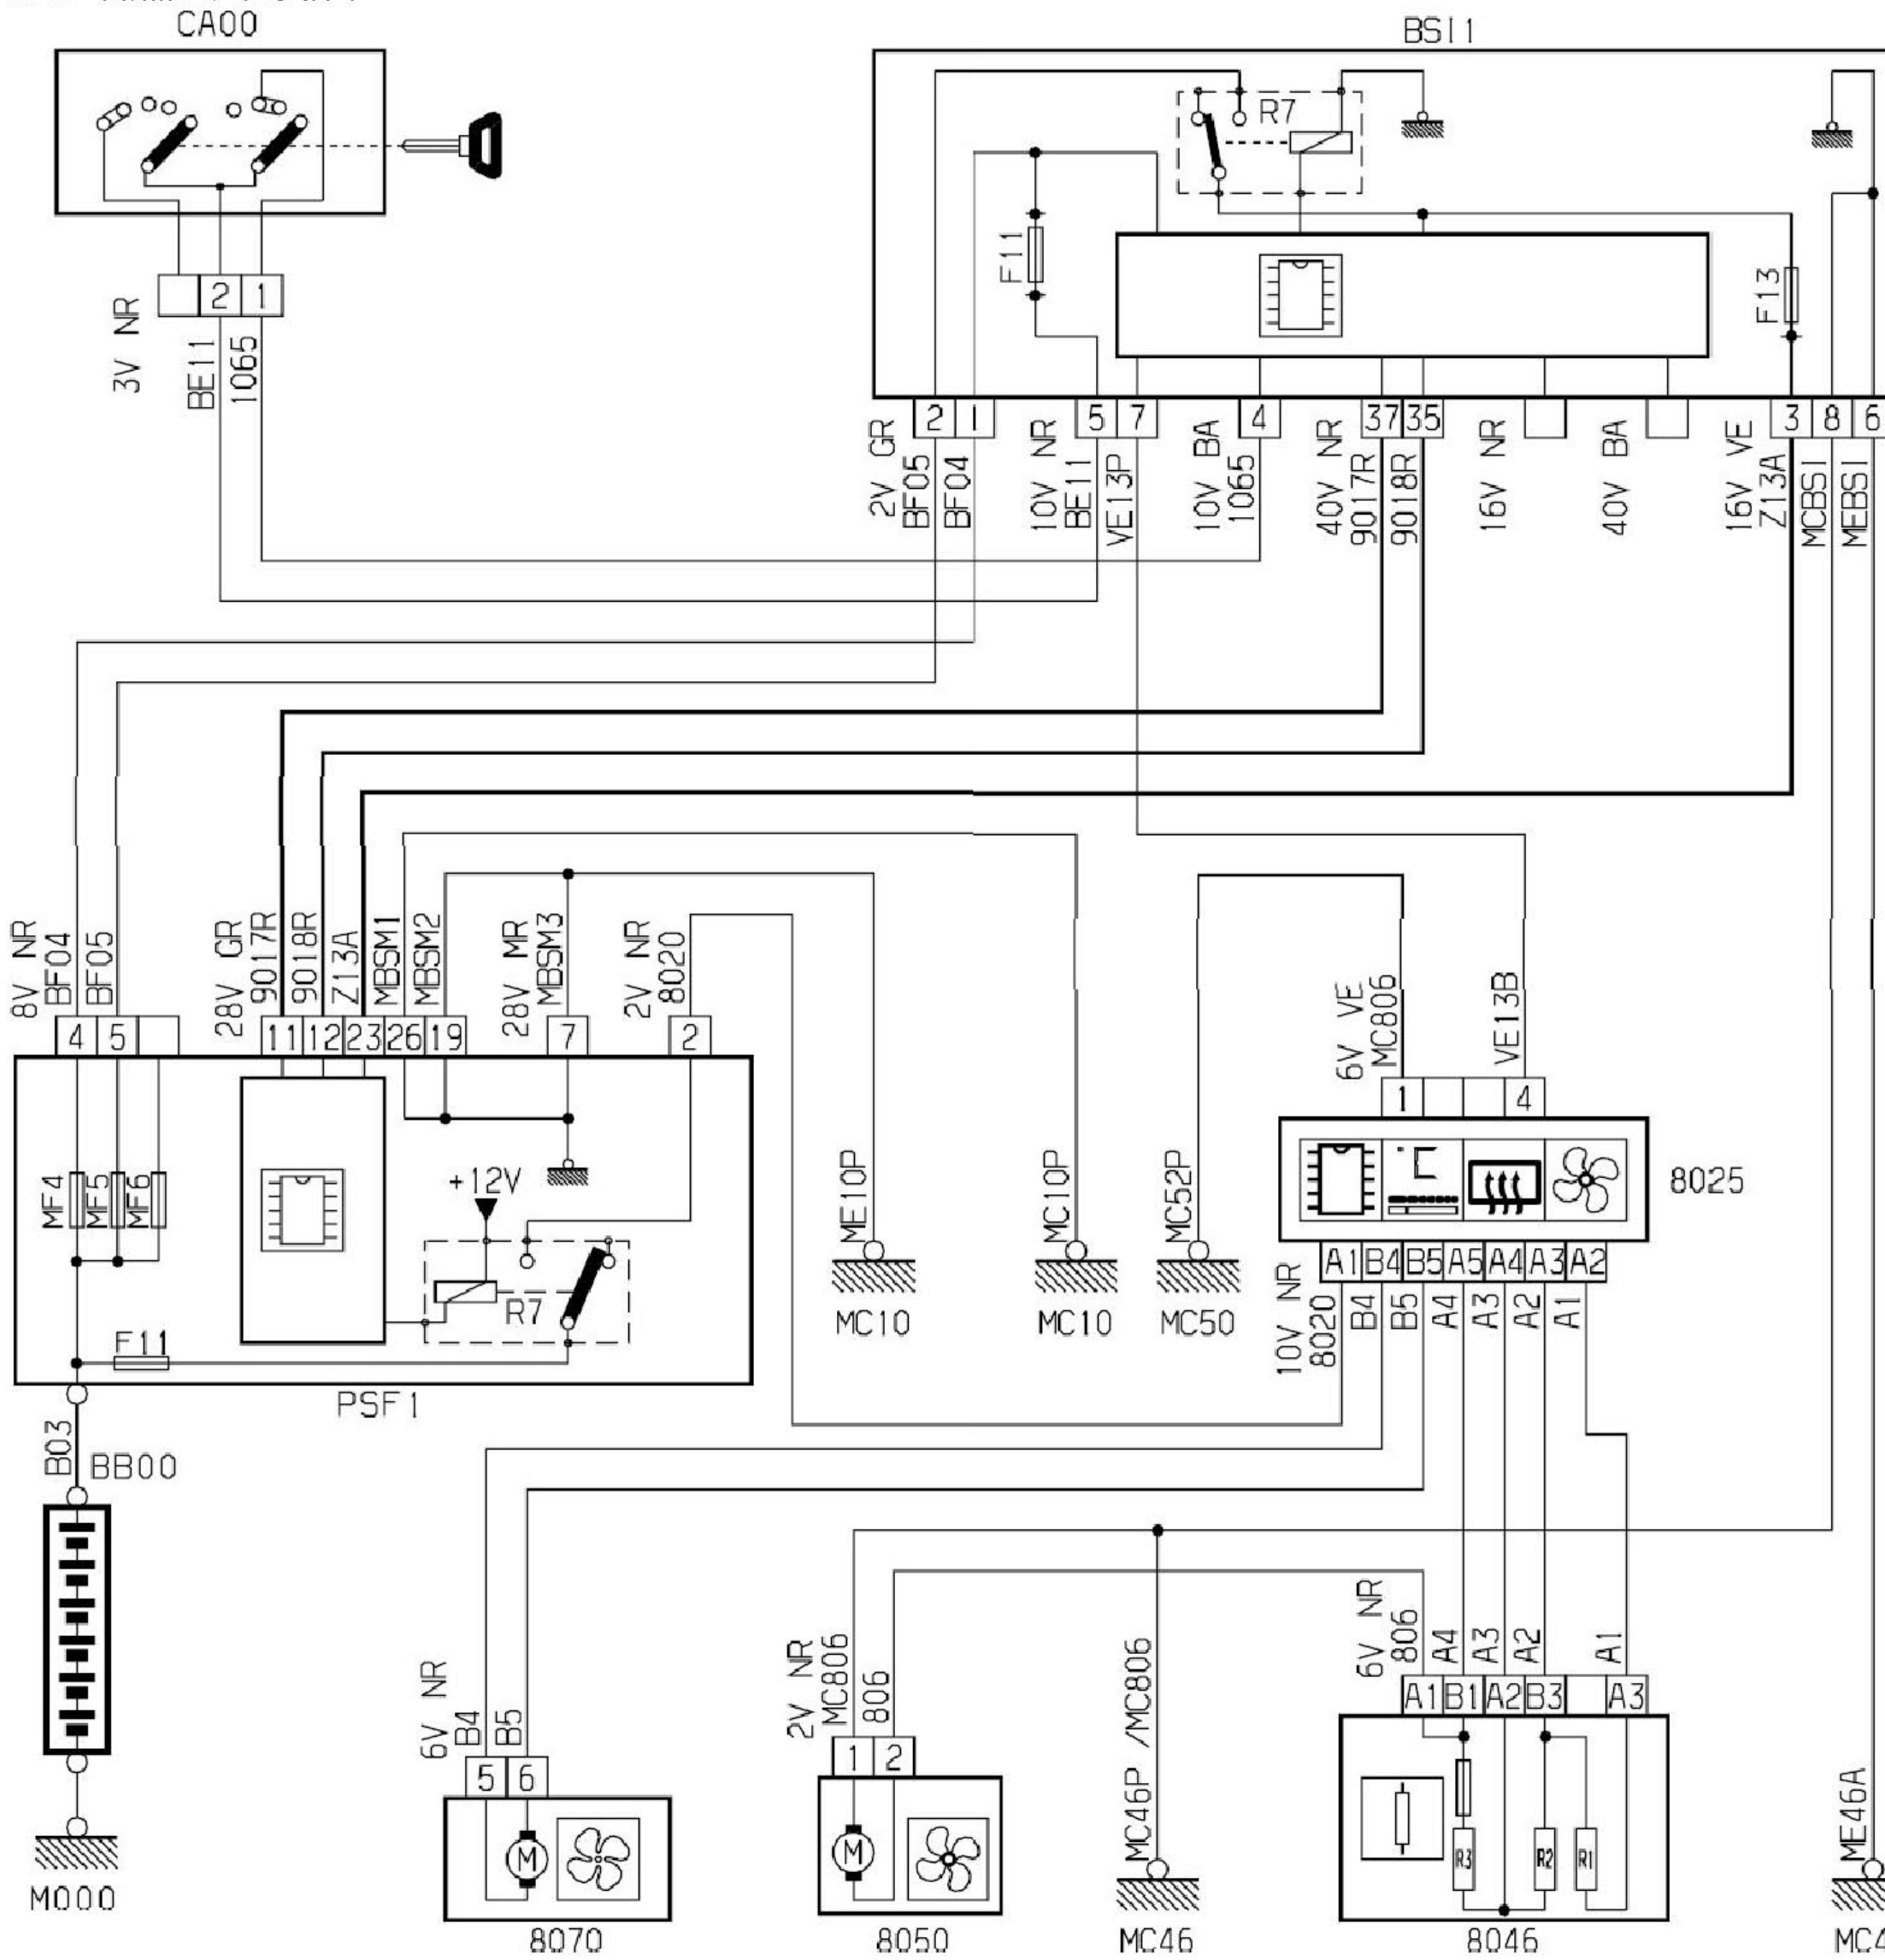 CA00
BSI1
R7
F11
F13
2 1
3V NR
BE11
1065
2 1 5 7 4 37 35 3 8 6
2V GR
BF05
BF04
10V NR
BE11
VE13P
10V BA
1065
40V NR
9017R
9018R
16V NR
40V BA
16V VE
Z13A
MCBSI
MEBSI
8V NR
BF04
BF05
28V GR
9017R
9018R
Z13A
MBSM1
MBSM2
28V MR
MBSM3
2V NR
8020
6V VE
MC806
VE13B
4 5 11 12 23 26 19 7 2
1 4
MF4
MF5
MF6
+12V
R7
F11
PSF1
ME10P
MC10
MC10P
MC10
MC52P
MC50
°C
8025
A1 B4 B5 A5 A4 A3 A2
10V NR
8020
B4
B5
A4
A3
A2
A1
B03
BB00
M000
6V NR
B4
B5
5 6
M
8070
2V NR
MC806
806
1 2
M
8050
MC46P /MC806
MC46
6V NR
806
A4
A3
A2
A1
A1 B1 A2 B3 A3
R3 R2 R1
8046
ME46A
MC4